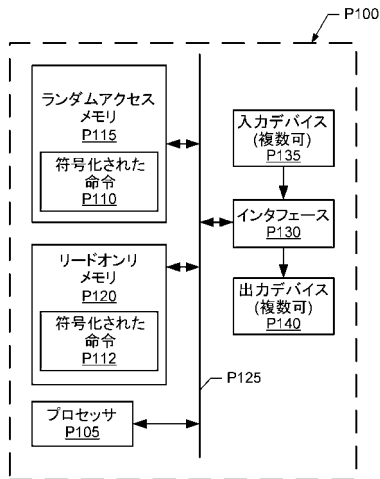 P100
ランダムアクセス
メモリ
P115
符号化された
命令
P110
入力デバイス
(複数可)
P135
インタフェース
P130
リードオンリ
メモリ
P120
符号化された
命令
P112
出力デバイス
(複数可)
P140
P125
プロセッサ
P105